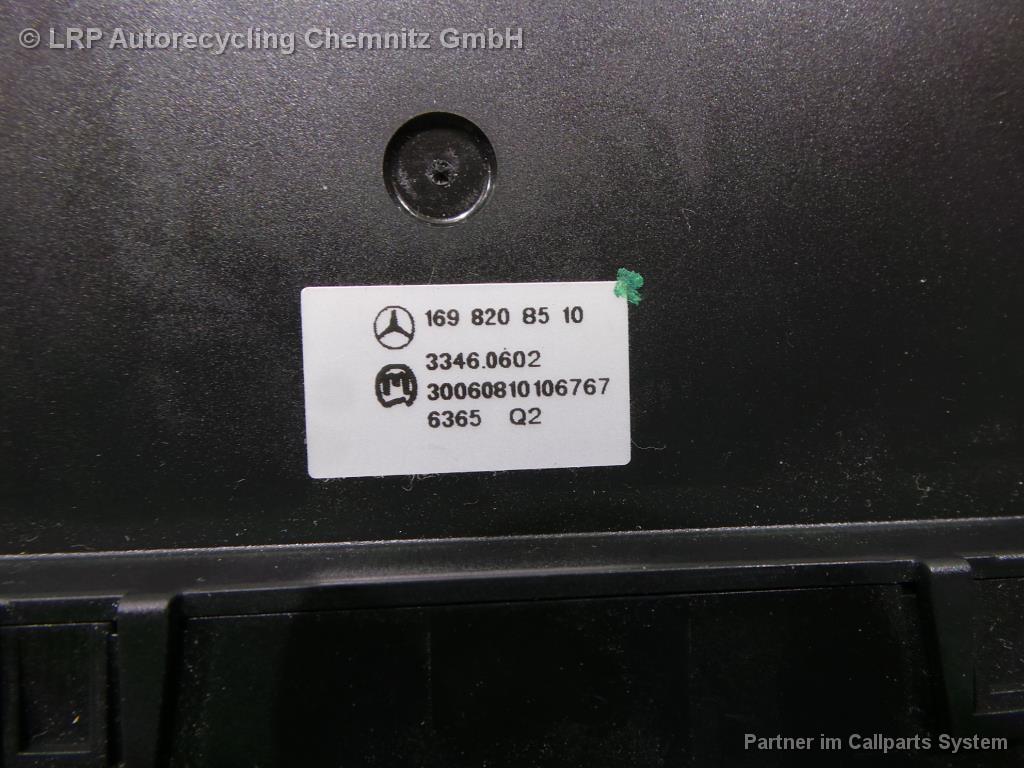 © LRP Autorecycling Chemnitz GmbH
169 820 85 10
3346.0602
30060810106767
6365 Q2
Partner im Callparts System